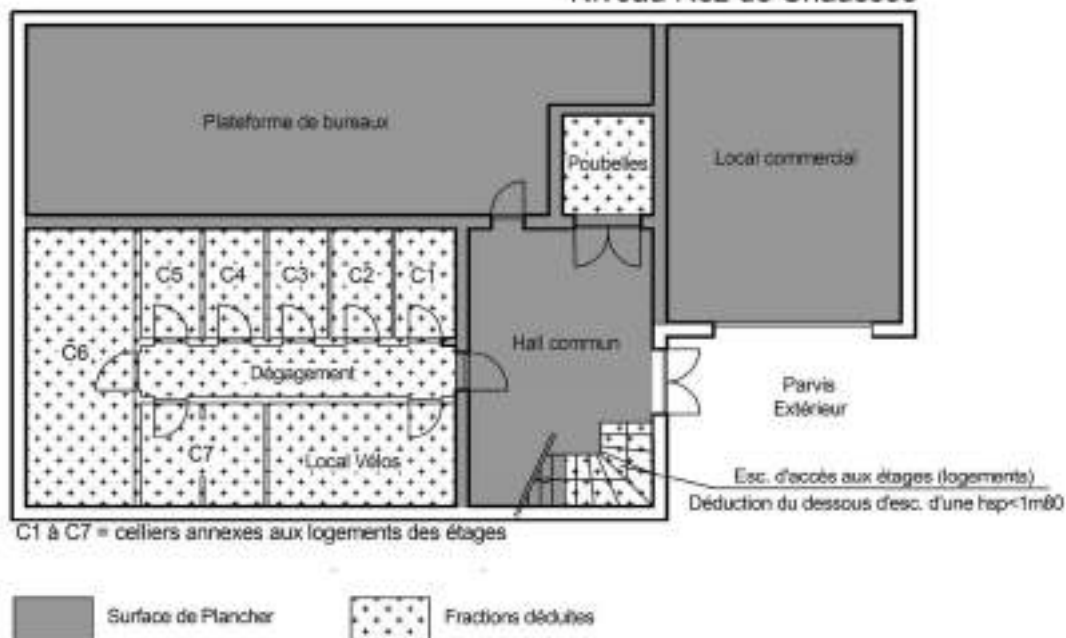 Plateforme de bureaux
Poubelles
Local commercial
C5 C4 C3 C2 C1
C6
Hall commun
Dégagement
Parvis
Extérieur
C7
Local Vélos
Esc. d'accès aux étages (logements)
Déduction du dessous d'esc. d'une hsp<1m80
C1 à C7 = celliers annexes aux logements des étages
Surface de Plancher
Fractions déduites